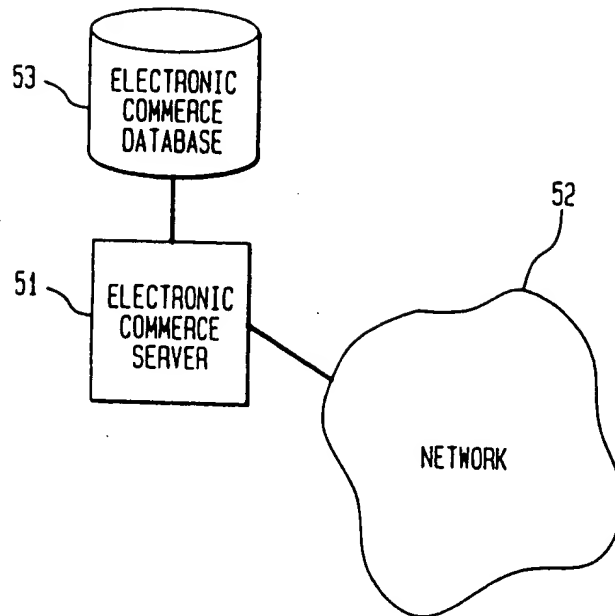 53
ELECTRONIC
COMMERCE
DATABASE
52
51
ELECTRONIC
COMMERCE
SERVER
NETWORK